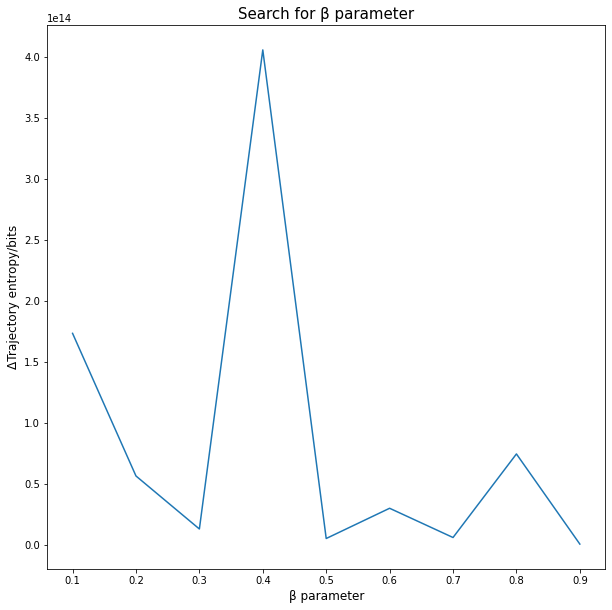 Search for β parameter
1e14
4.0
3.5
3.0
2.5
2.0
1.5
1.0
0.5
0.0
ΔTrajectory entropy/bits
0.1 0.2 0.3 0.4 0.5 0.6 0.7 0.8 0.9
β parameter